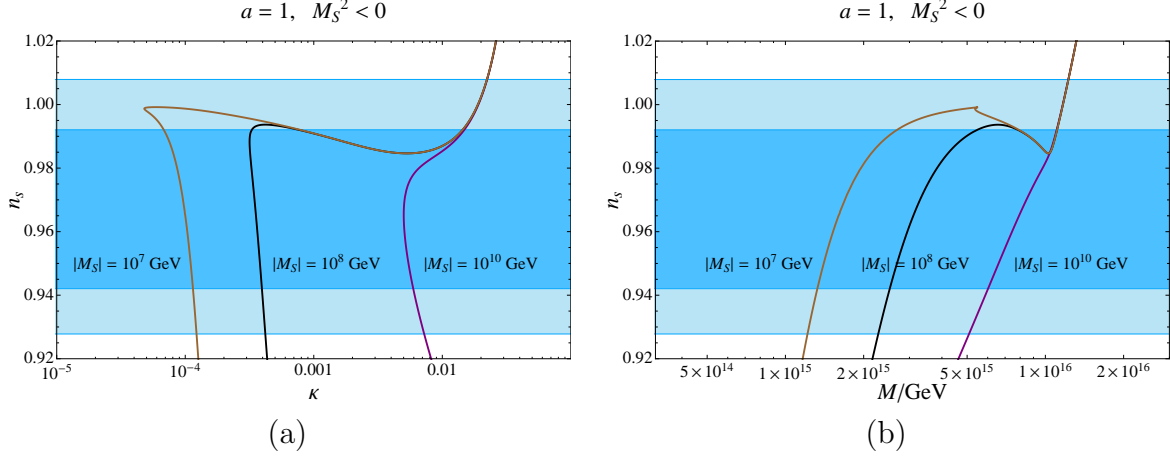 a = 1, M_S^2 < 0
1.02
1.00
0.98
n_s
0.96
|M_S| = 10^7 GeV
|M_S| = 10^8 GeV
|M_S| = 10^10 GeV
0.94
0.92
10^-5
10^-4
0.001
0.01
κ
(a)
a = 1, M_S^2 < 0
1.02
1.00
0.98
n_s
0.96
|M_S| = 10^7 GeV
|M_S| = 10^8 GeV
|M_S| = 10^10 GeV
0.94
0.92
5×10^14
1×10^15
2×10^15
5×10^15
1×10^16
2×10^16
M/GeV
(b)